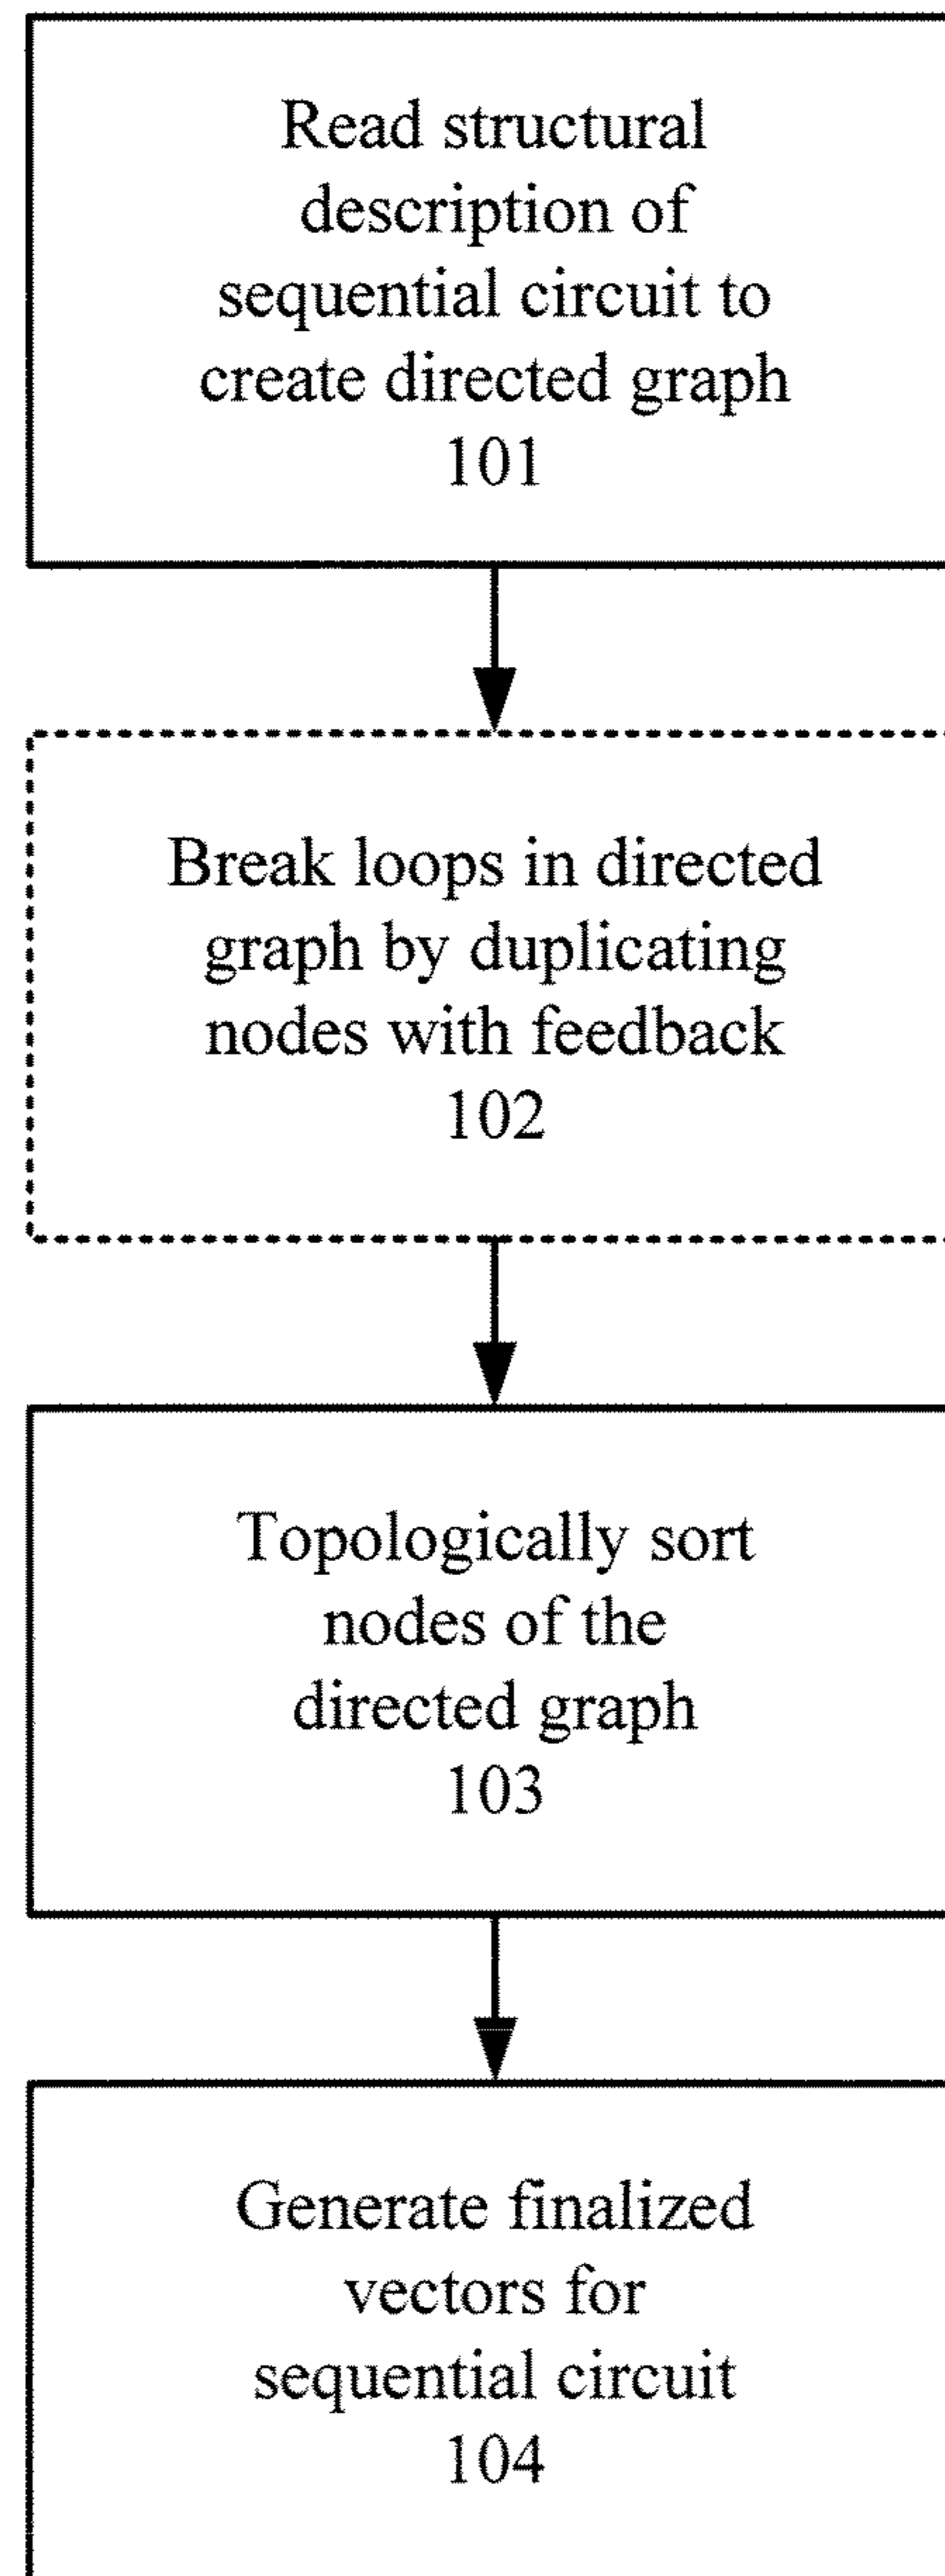 Read structural
description of
sequential circuit to
create directed graph
101
Break loops in directed
graph by duplicating
nodes with feedback
102
Topologically sort
nodes of the
directed graph
103
Generate finalized
vectors for
sequential circuit
104